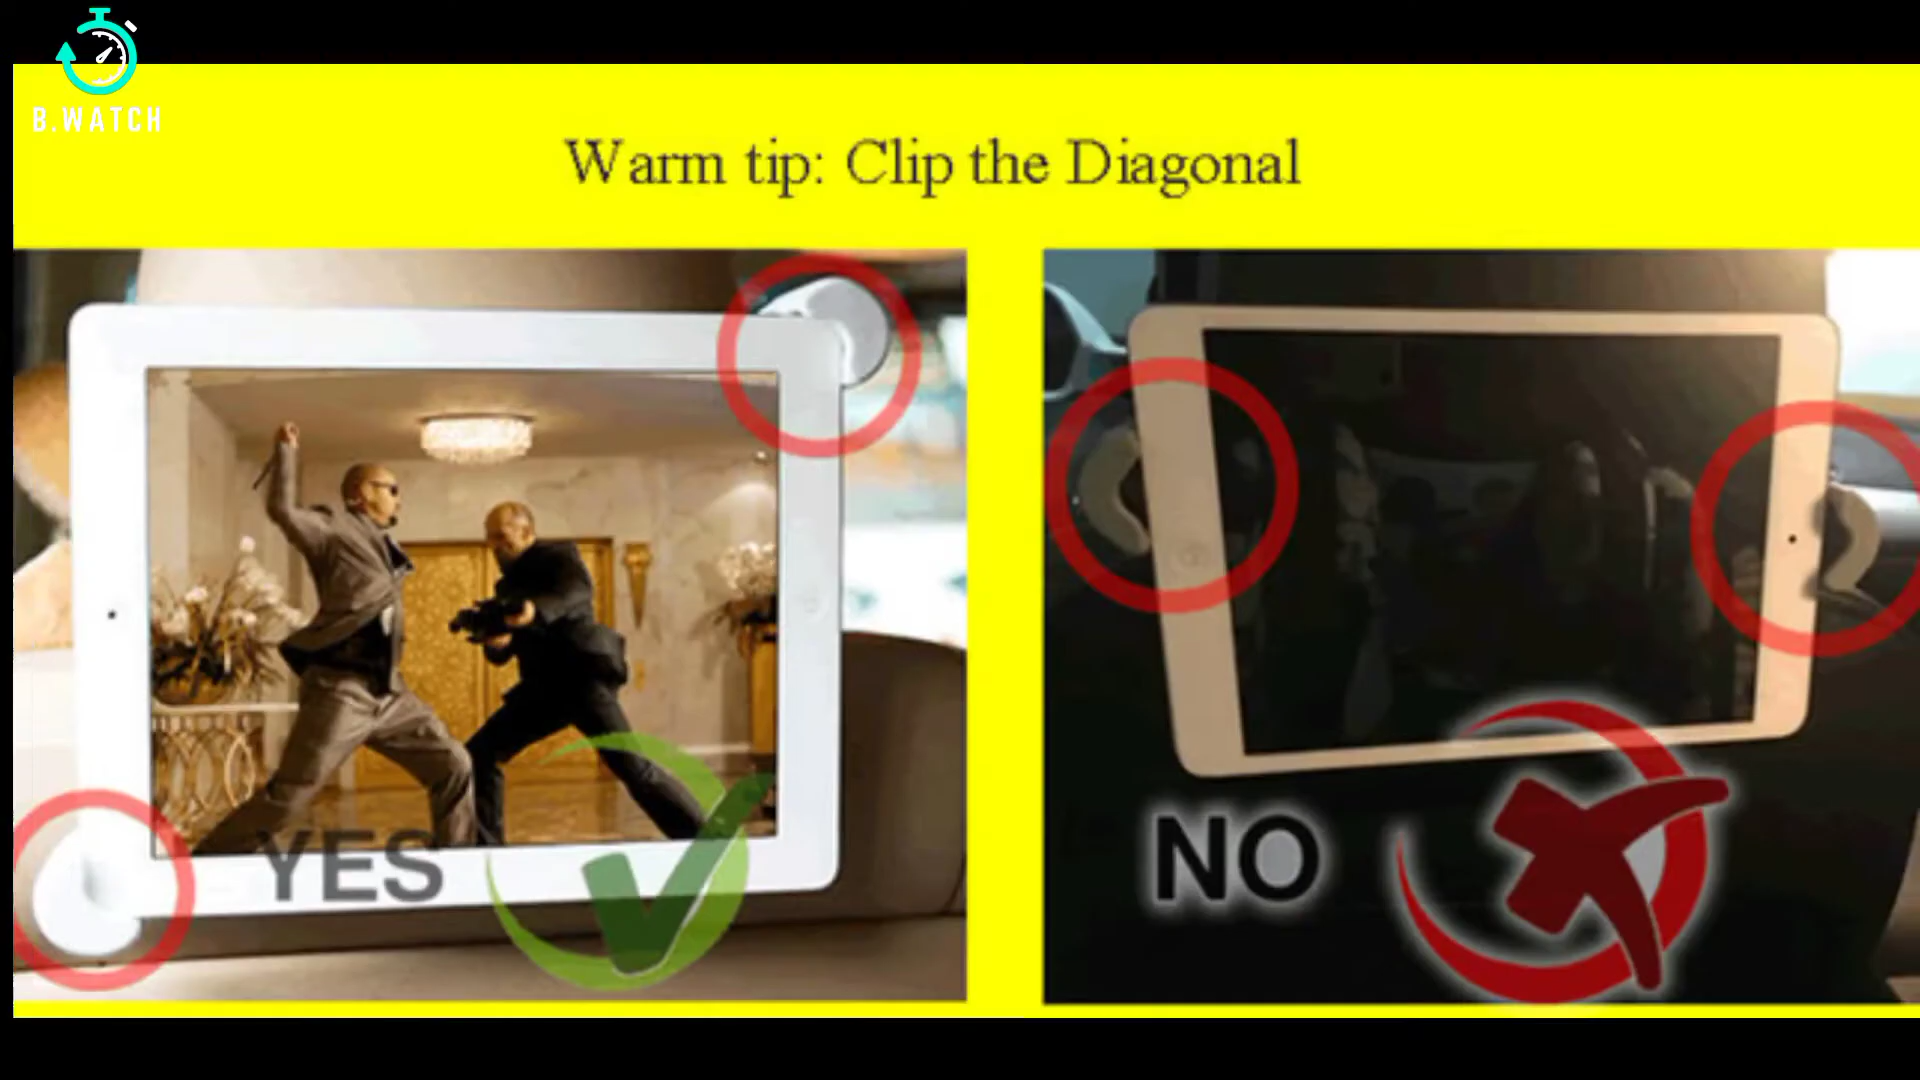 B.WATCH
Warm tip: Clip the Diagonal
YES
NO